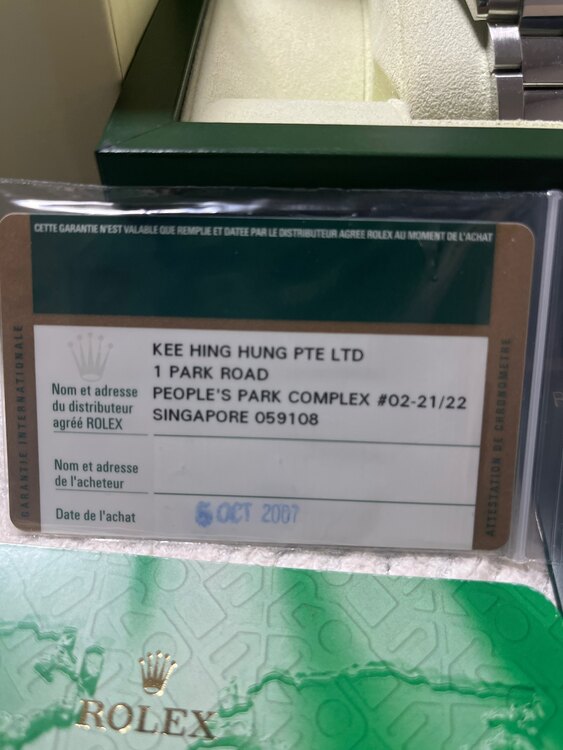 CETTE GARANTIE N'EST VALABLE QUE REMPLIE ET DATEE PAR LE DISTRIBUTEUR AGREE ROLEX AU MOMENT DE L'ACHAT
GARANTIE INTERNATIONALE
KEE HING HUNG PTE LTD
1 PARK ROAD
PEOPLE'S PARK COMPLEX #02-21/22
SINGAPORE 059108
Nom et adresse
du distributeur
agréé ROLEX
Nom et adresse
de l'acheteur
Date de l'achat
OCT 2007
ATTESTATION DE CHRONOMETRE
ROLEX